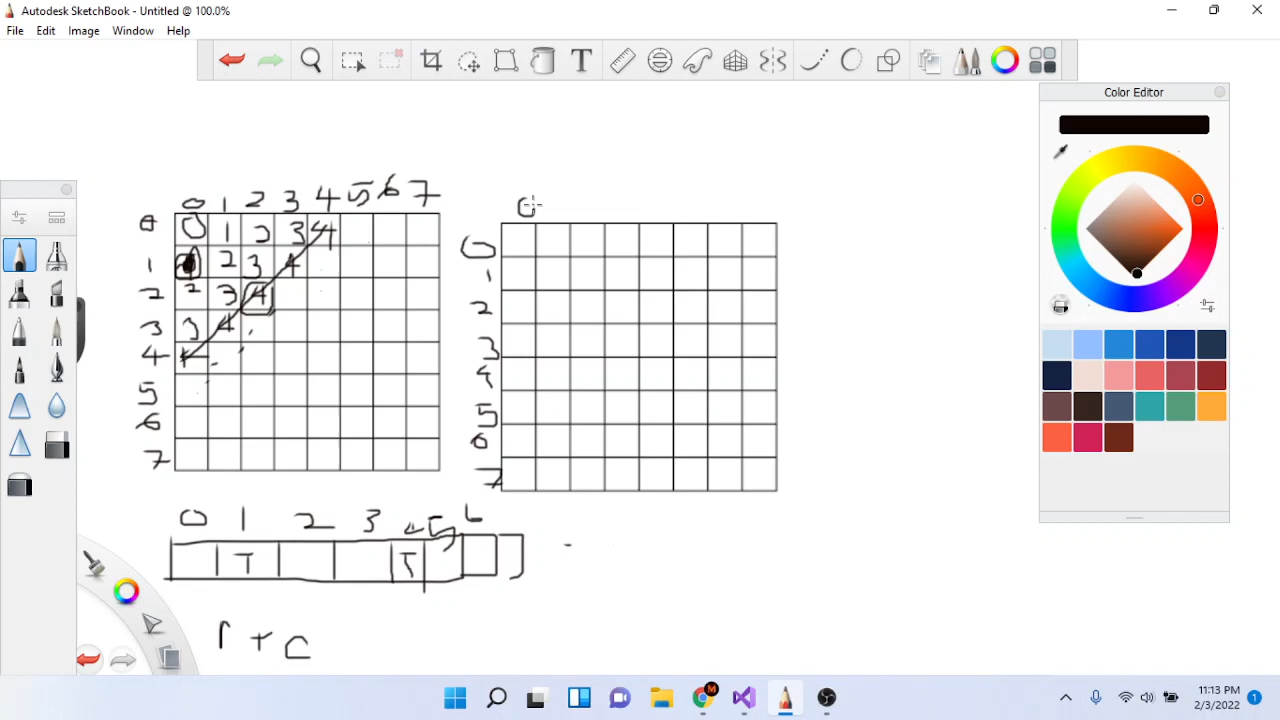 Autodesk SketchBook @ 100.0%
File Edit Image Window Help
T
Color Editor
0 1 2 3 4 5 6 7
0 0 1 2 3 4
1 2 3 4
2 2 3 4
3 3 4
4 4
5
6
7
0
0
1
2
3
4
5
6
7
0 1 2 3 4 5 6
T T
r + c
M
11:13 PM
2/3/2022
1